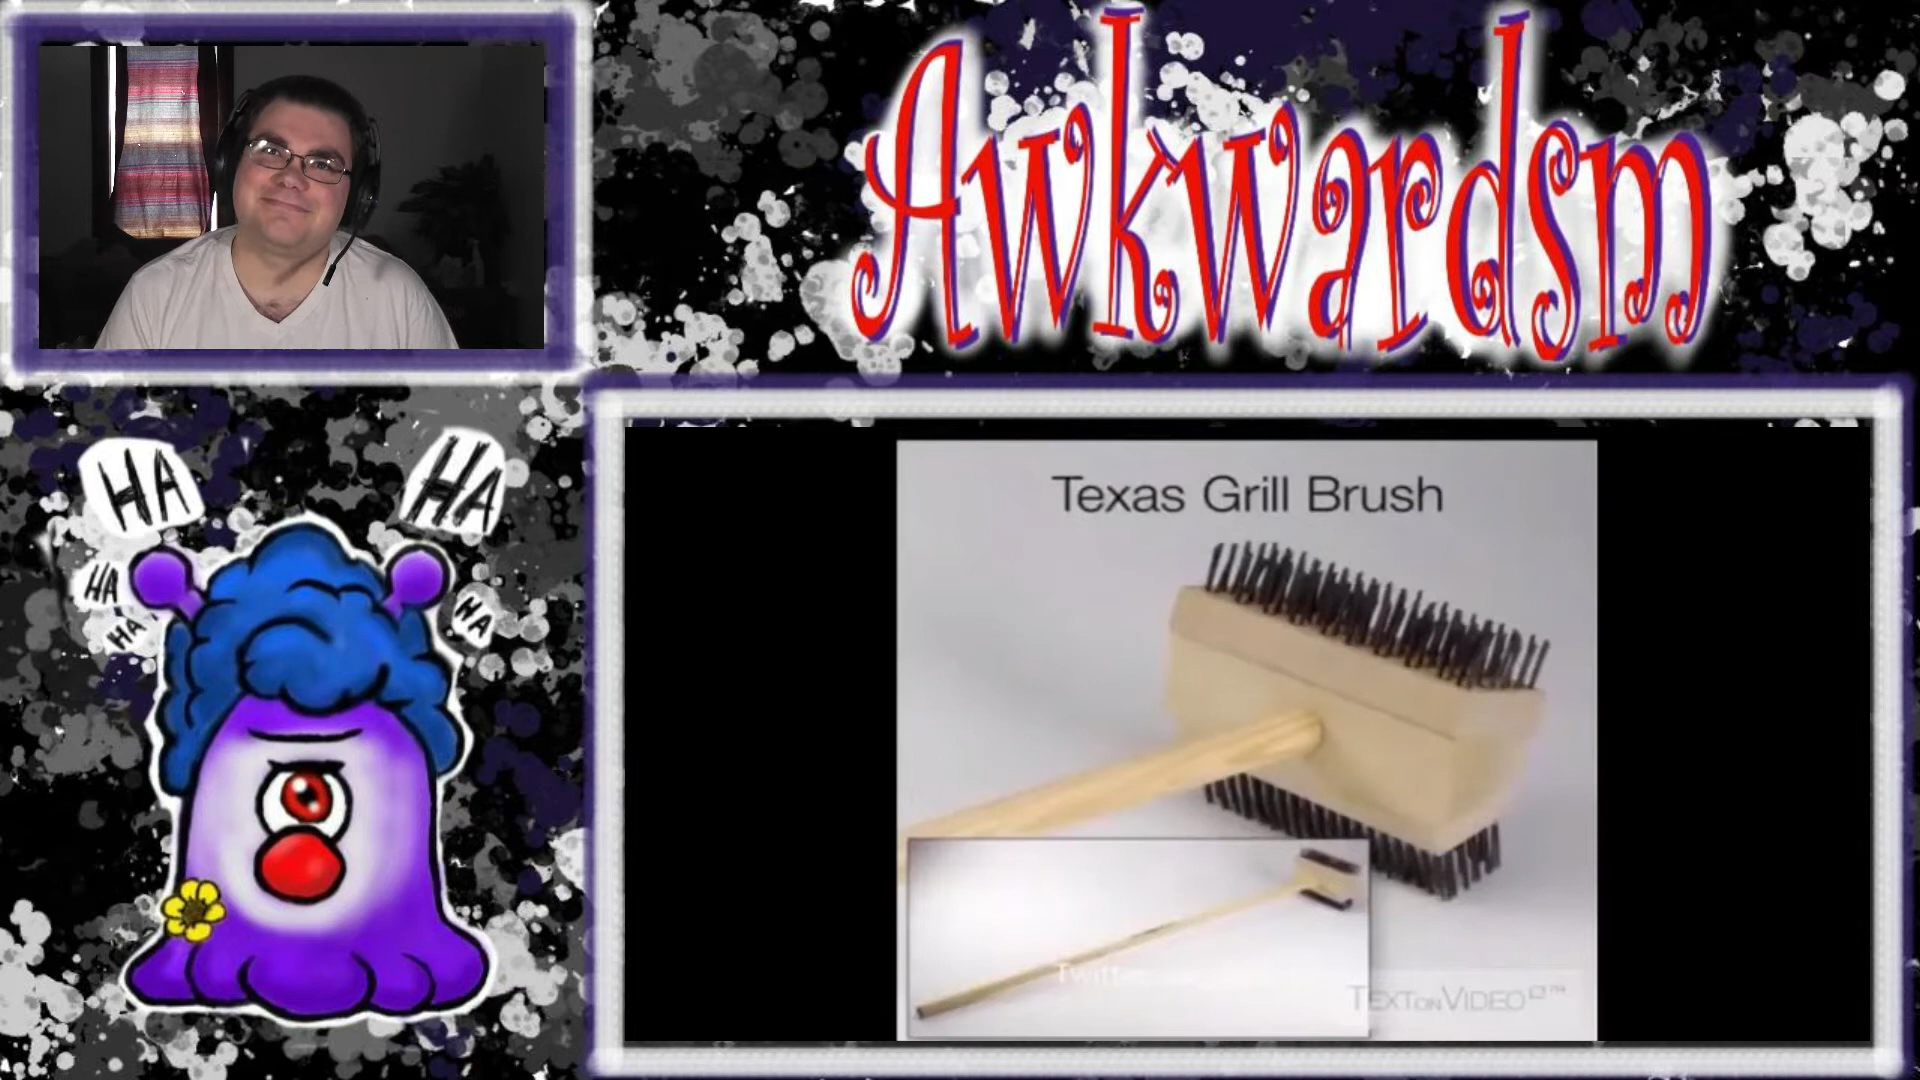 Awkwardsm
HA HA
HA HA
HA
Texas Grill Brush
TEXTONVIDEO